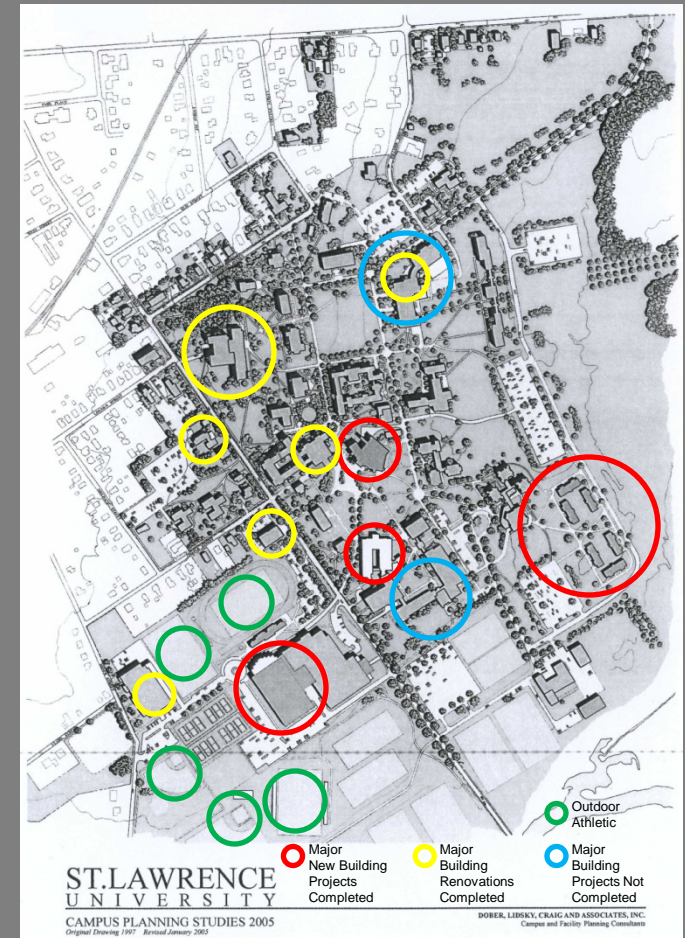 Outdoor
Athletic
Major
New Building
Projects
Completed
Major
Building
Renovations
Completed
Major
Building
Projects Not
Completed
ST.LAWRENCE
UNIVERSITY
CAMPUS PLANNING STUDIES 2005
Original Drawing 1997 Revised January 2005
DOBER, LIDSKY, CRAIG AND ASSOCIATES, INC.
Campus and Facility Planning Consultants